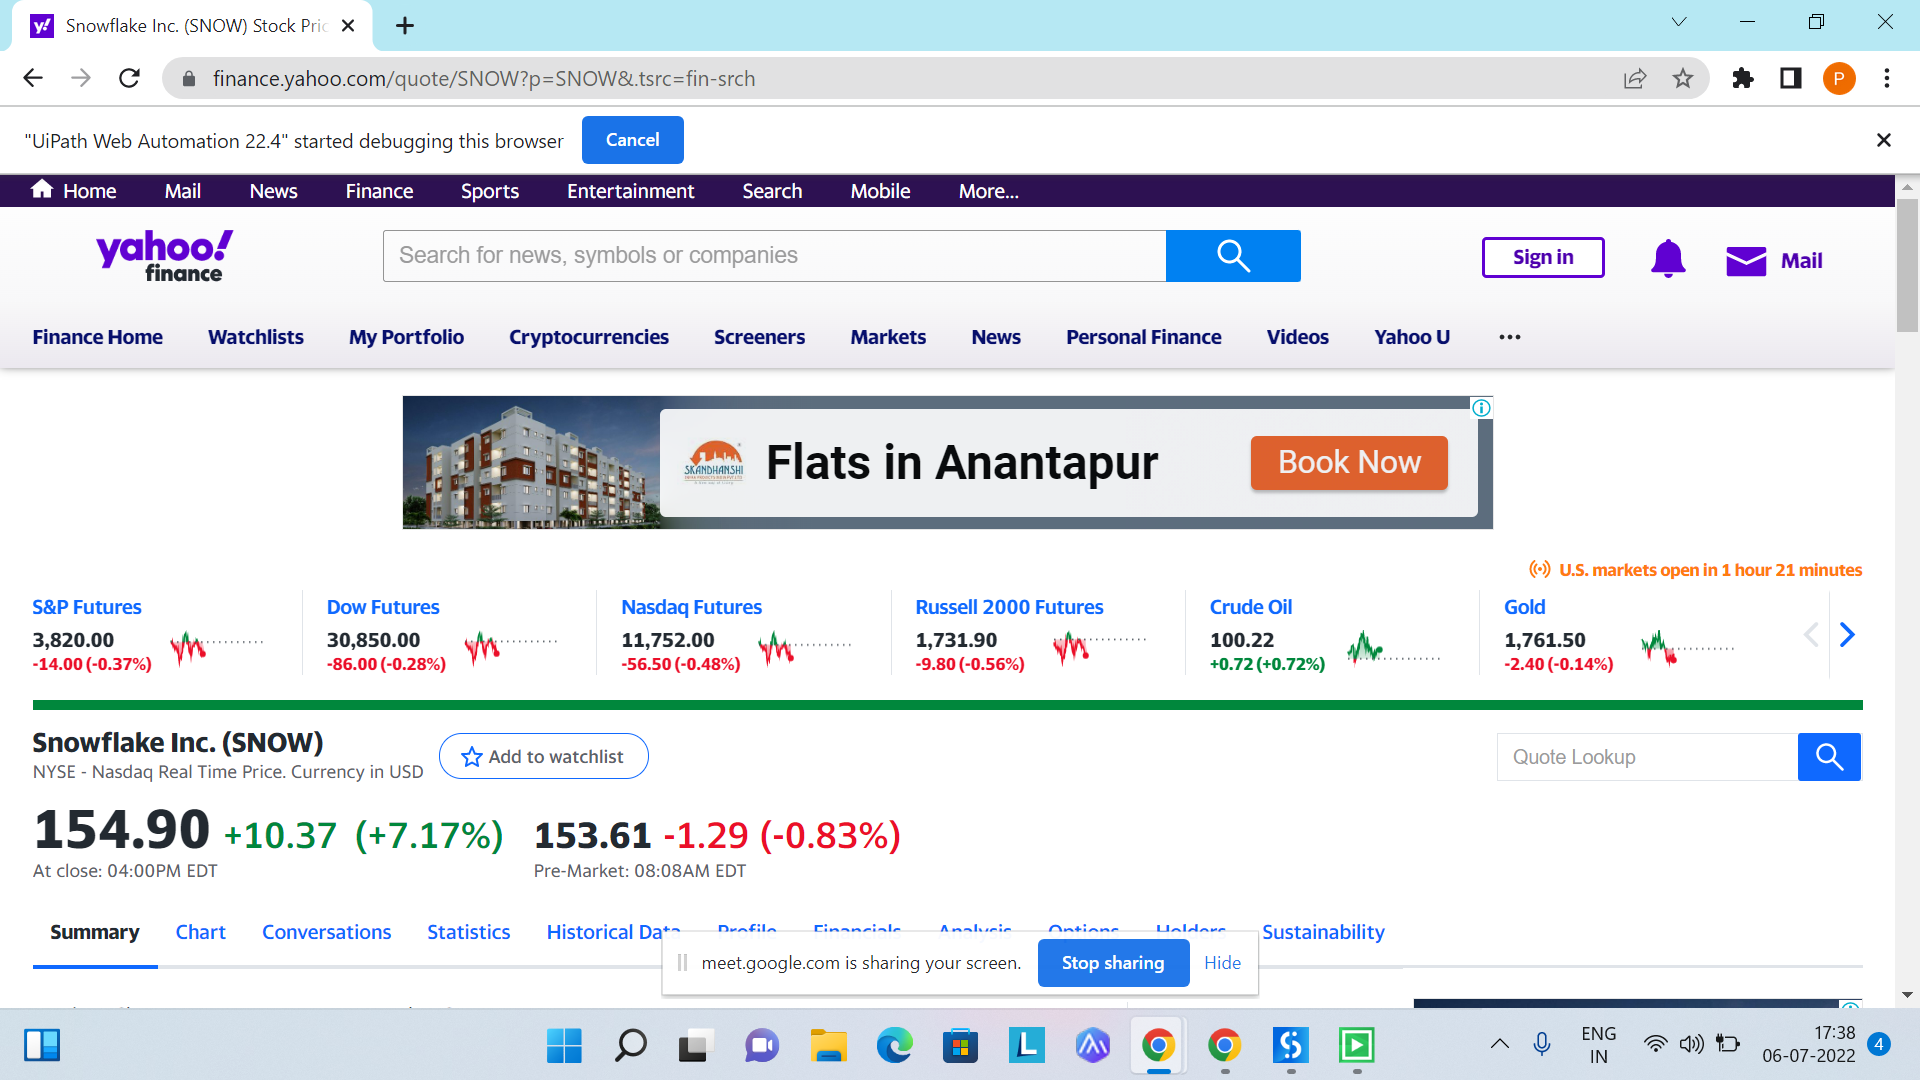 Snowflake Inc. (SNOW) Stock Pric
finance.yahoo.com/quote/SNOW?p=SNOW&.tsrc=fin-srch
P
"UiPath Web Automation 22.4" started debugging this browser
Cancel
Home Mail News Finance Sports Entertainment Search Mobile More...
yahoo!
finance
Search for news, symbols or companies
Sign in
Mail
Finance Home Watchlists My Portfolio Cryptocurrencies Screeners Markets News Personal Finance Videos Yahoo U ...
SKANDHANSHI
Flats in Anantapur
Book Now
U.S. markets open in 1 hour 21 minutes
S&P Futures Dow Futures Nasdaq Futures Russell 2000 Futures Crude Oil Gold
3,820.00 30,850.00 11,752.00 1,731.90 100.22 1,761.50
-14.00 (-0.37%) -86.00 (-0.28%) -56.50 (-0.48%) -9.80 (-0.56%) +0.72 (+0.72%) -2.40 (-0.14%)
Snowflake Inc. (SNOW)
NYSE - Nasdaq Real Time Price. Currency in USD
Add to watchlist
Quote Lookup
154.90 +10.37 (+7.17%) 153.61 -1.29 (-0.83%)
At close: 04:00PM EDT Pre-Market: 08:08AM EDT
Summary Chart Conversations Statistics Historical Data Profile Financials Analysis Options Holders Sustainability
meet.google.com is sharing your screen.
Stop sharing
Hide
ENG
IN
17:38
06-07-2022
4